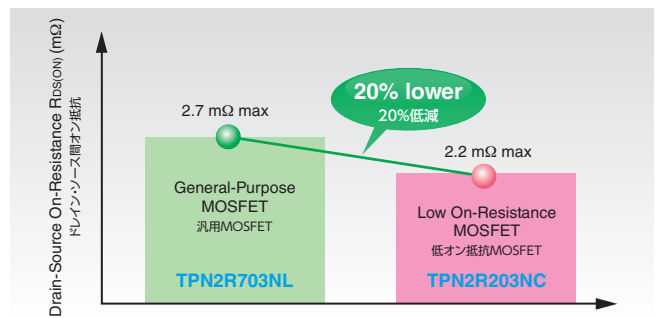 Drain-Source On-Resistance RDS(ON) (mΩ)
ドレイン・ソース間オン抵抗
20% lower
20%低減
2.7 mΩ max
2.2 mΩ max
General-Purpose
MOSFET
汎用MOSFET
TPN2R703NL
Low On-Resistance
MOSFET
低オン抵抗MOSFET
TPN2R203NC